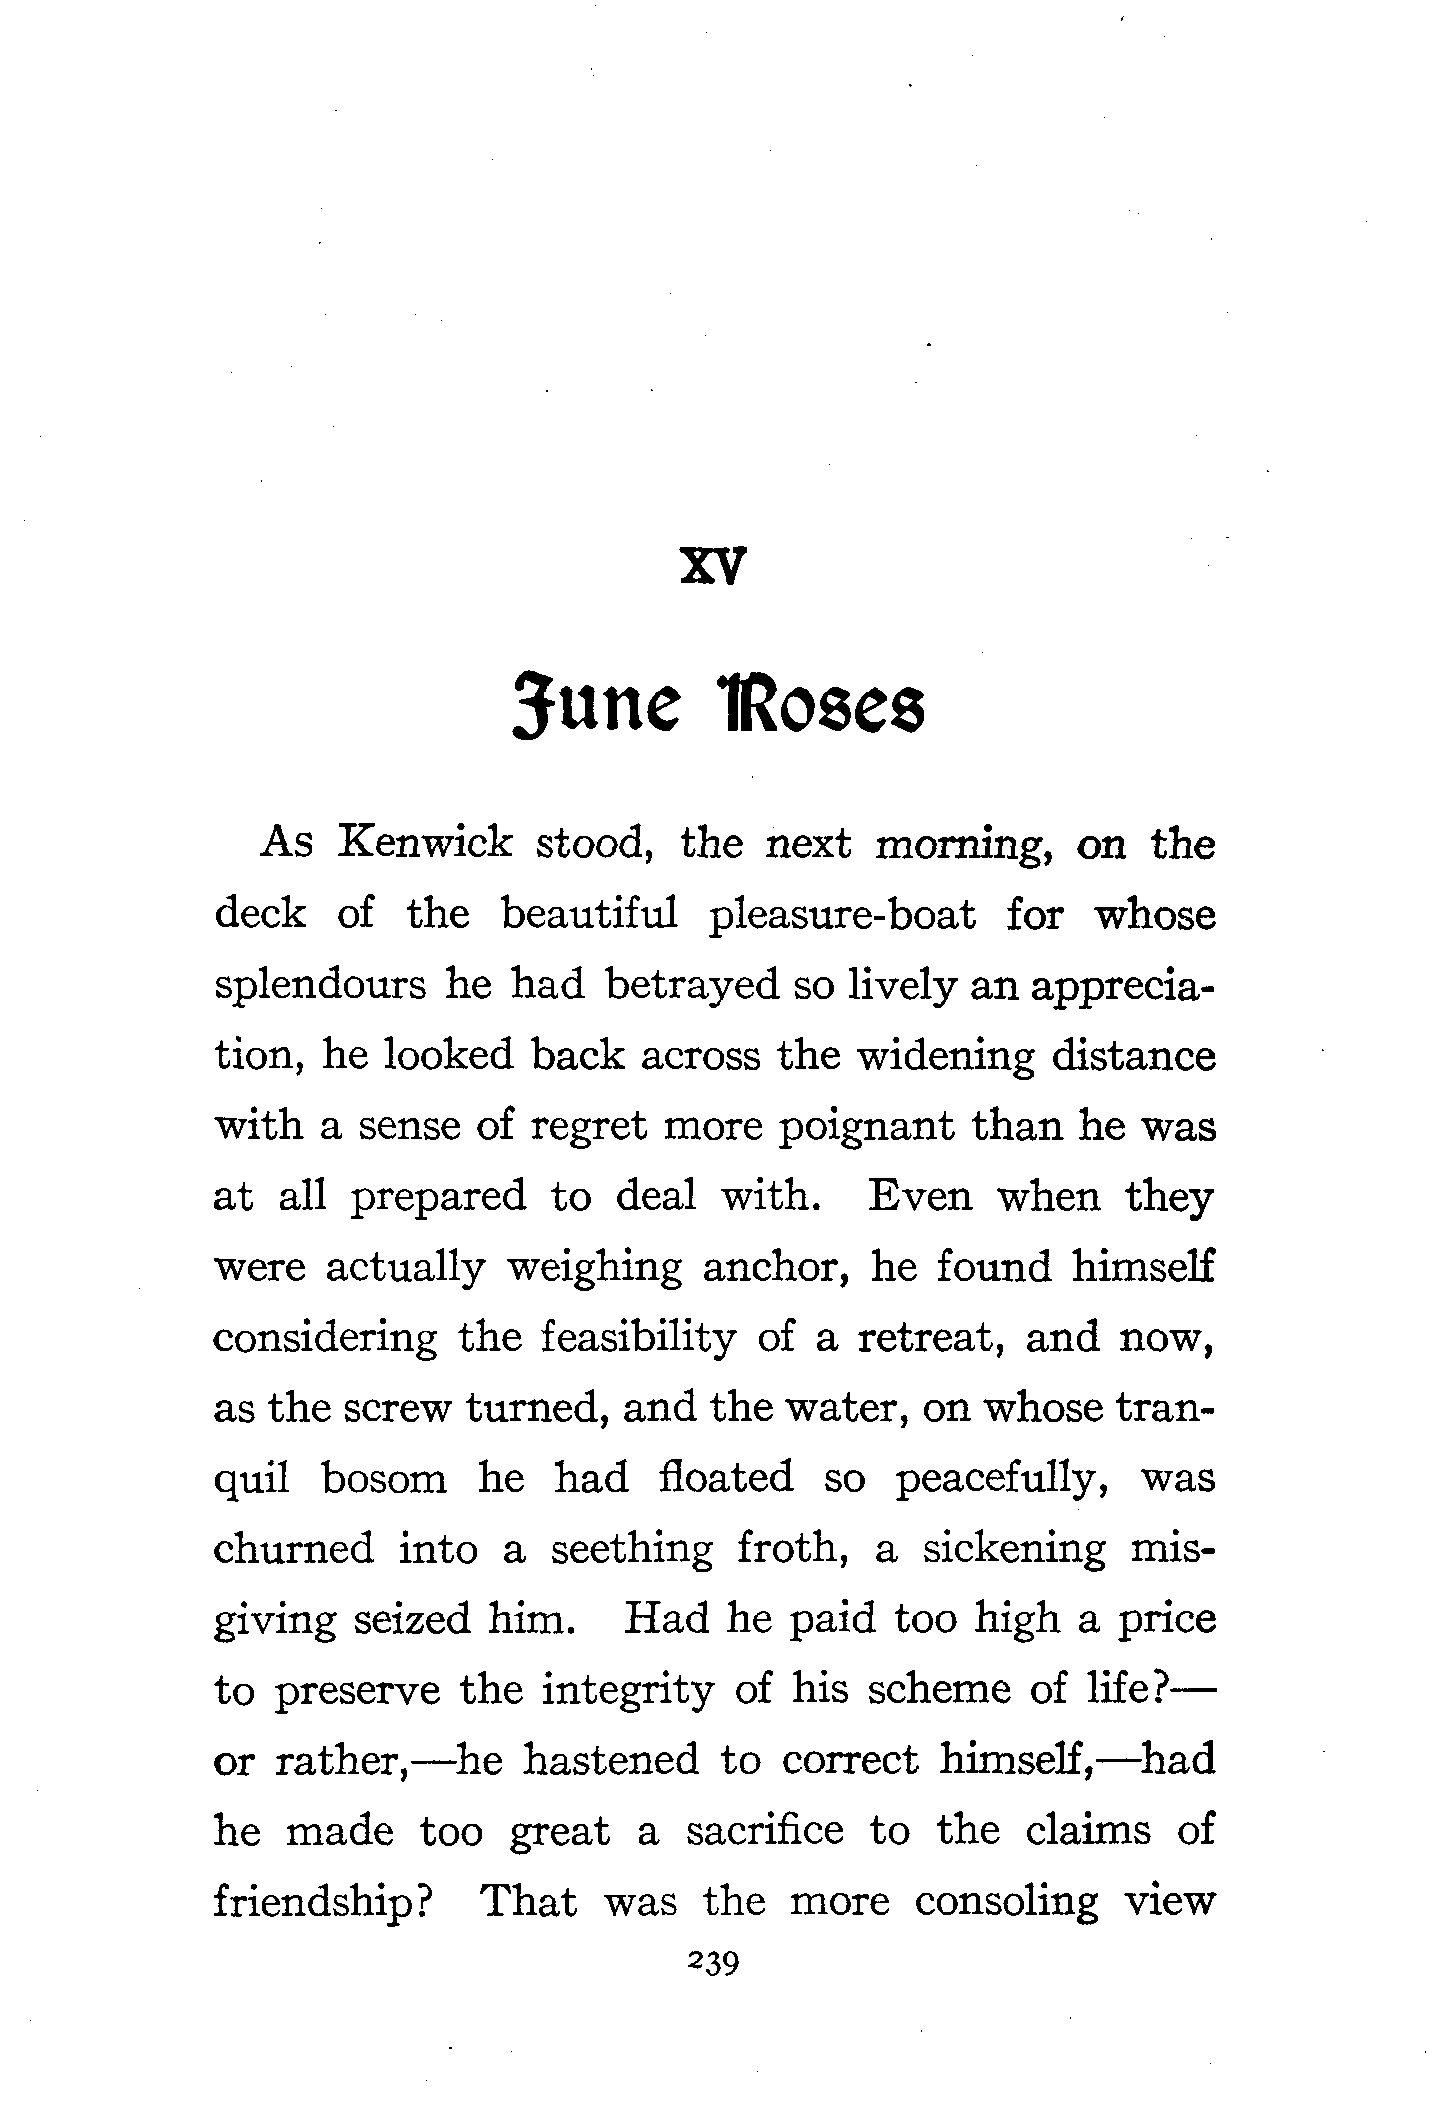 XV
June Roses
As Kenwick stood, the next morning, on the
deck of the beautiful pleasure-boat for whose
splendours he had betrayed so lively an apprecia-
tion, he looked back across the widening distance
with a sense of regret more poignant than he was
at all prepared to deal with. Even when they
were actually weighing anchor, he found himself
considering the feasibility of a retreat, and now,
as the screw turned, and the water, on whose tran-
quil bosom he had floated so peacefully, was
churned into a seething froth, a sickening mis-
giving seized him. Had he paid too high a price
to preserve the integrity of his scheme of life?—
or rather,—he hastened to correct himself,—had
he made too great a sacrifice to the claims of
friendship? That was the more consoling view
239